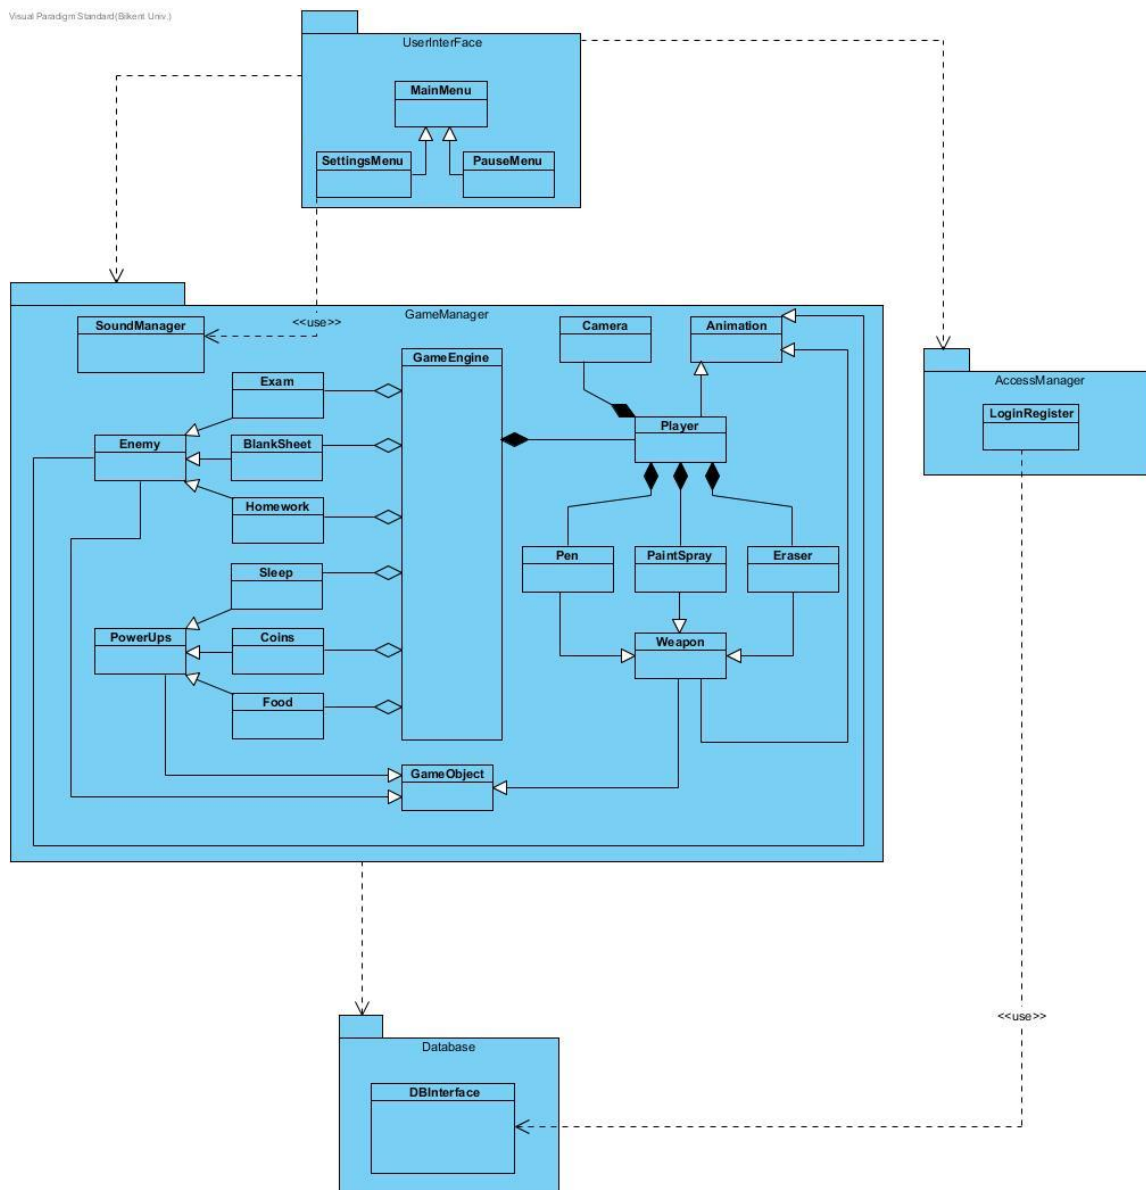 Visual Paradigm Standard(Bilkent Univ.)
UserInterFace
MainMenu
SettingsMenu
PauseMenu
GameManager
SoundManager
<<use>>
Camera
Animation
GameEngine
Exam
AccessManager
LoginRegister
Player
Enemy
BlankSheet
Homework
Pen
PaintSpray
Eraser
Sleep
PowerUps
Coins
Weapon
Food
GameObject
<<use>>
Database
DBInterface